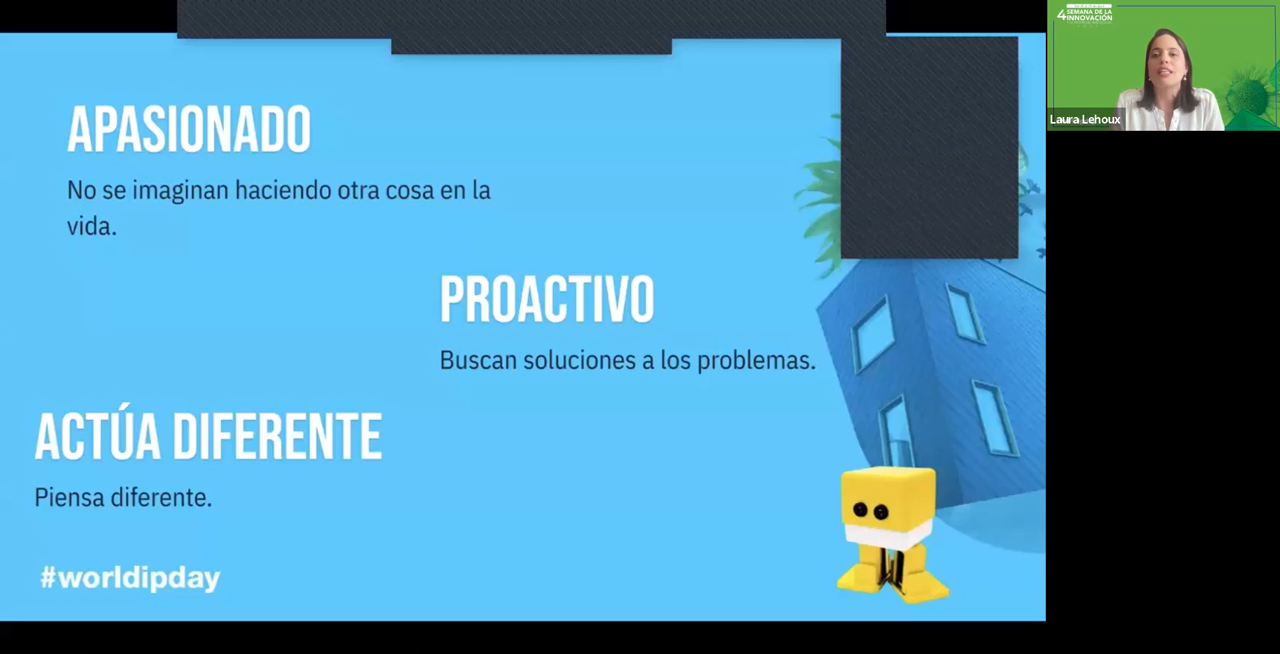 APASIONADO
No se imaginan haciendo otra cosa en la
vida.
PROACTIVO
Buscan soluciones a los problemas.
ACTÚA DIFERENTE
Piensa diferente.
#worldipday
4 SEMANA DE LA
INNOVACIÓN
Laura Lehoux